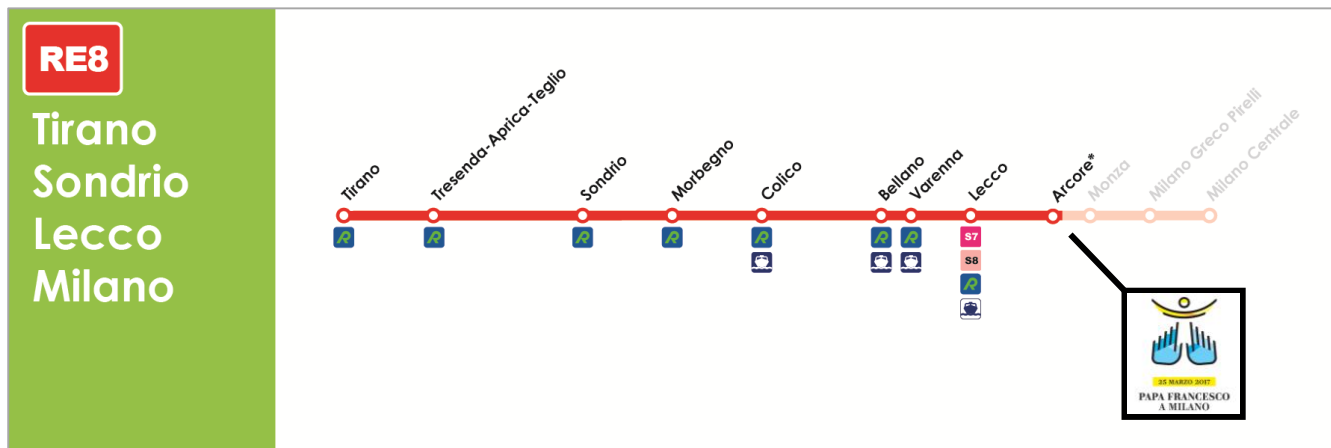 RE8
Tirano
Sondrio
Lecco
Milano
Tirano
Tresenda-Aprica-Teglio
Sondrio
Morbegno
Colico
Bellano
Varenna
Lecco
Arcore*
Monza
Milano Greco Pirelli
Milano Centrale
R
R
R
R
R
R
R
S7
S8
R
25 MARZO 2017
PAPA FRANCESCO
A MILANO